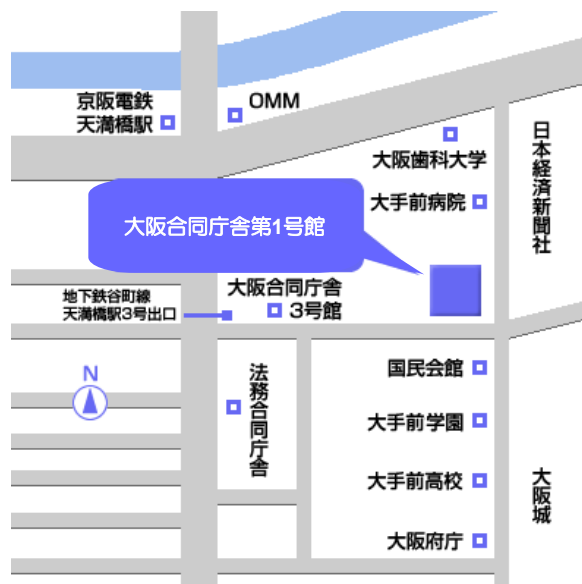 京阪電鉄
天満橋駅
OMM
大阪歯科大学
日本経済新聞社
大手前病院
大阪合同庁舎第1号館
大阪合同庁舎
3号館
地下鉄谷町線
天満橋駅3号出口
N
法務合同庁舎
国民会館
大手前学園
大手前高校
大阪府庁
大阪城